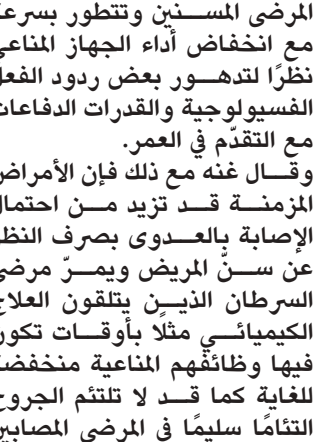 المرضى المسنين وتتطور بسرعة
مع انخفاض أداء الجهاز المناعي
نظرًا لتدهور بعض ردود الفعل
الفسيولوجية والقدرات الدفاعات
مع التقدّم في العمر.
وقال غنه مع ذلك فإن الأمراض
المزمنة قد تزيد من احتمال
الإصابة بالعدوى بصرف النظر
عن سنّ المريض ويمرّ مرضى
السرطان الذين يتلقون العلاج
الكيميائي مثلًا بأوقات تكون
فيها وظائفهم المناعية منخفضة
للغاية كما قد لا تلتئم الجروح
التئامًا سليمًا في المرضى المصابين